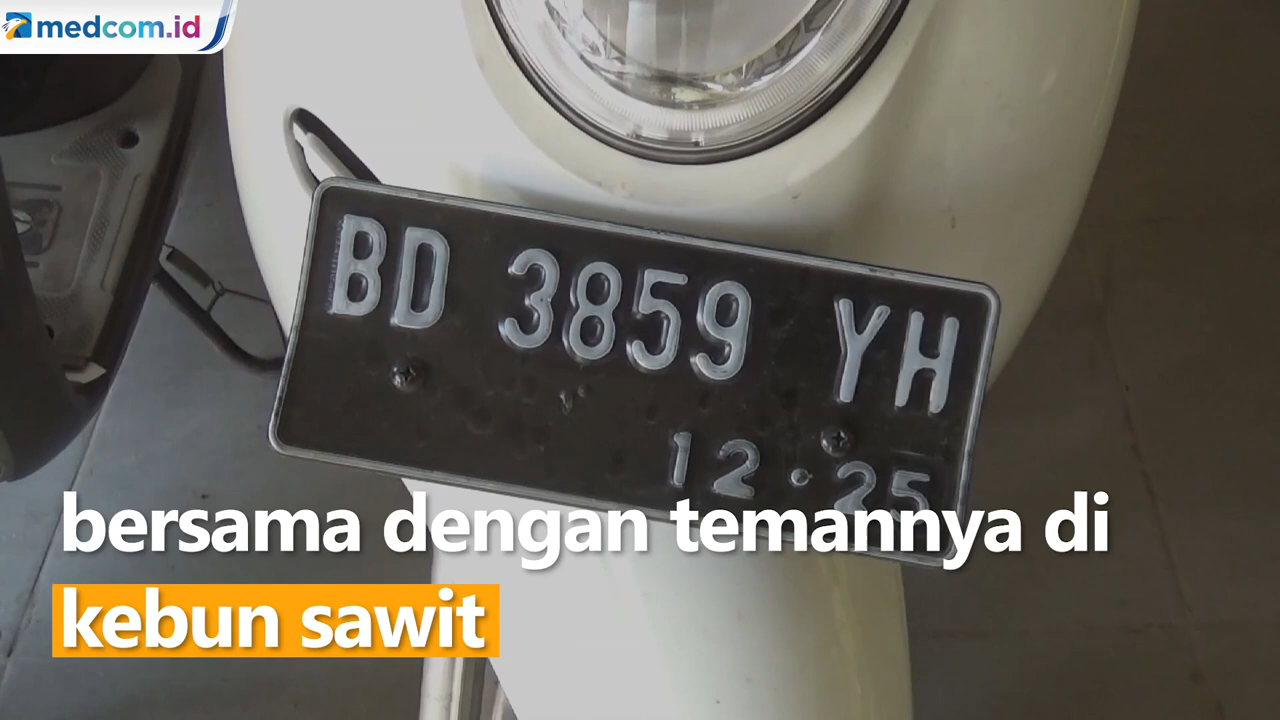 medcom.id
BD 3859 YH
12·25
bersama dengan temannya di
kebun sawit